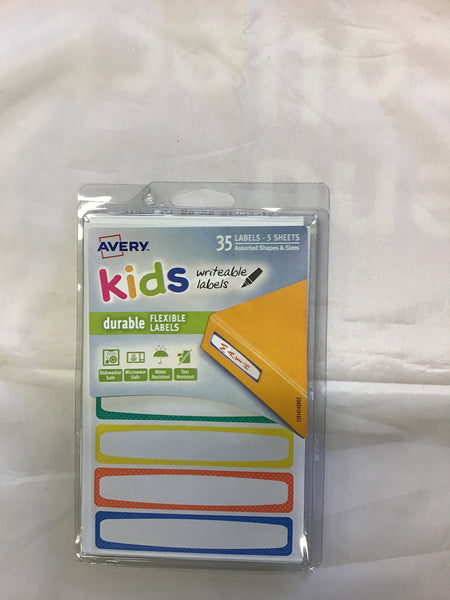 AVERY
35 LABELS - 5 SHEETS
Assorted Shapes & Sizes
kids writeable labels
durable FLEXIBLE LABELS
Dishwasher Safe
Microwave Safe
Water Resistant
Tear Resistant